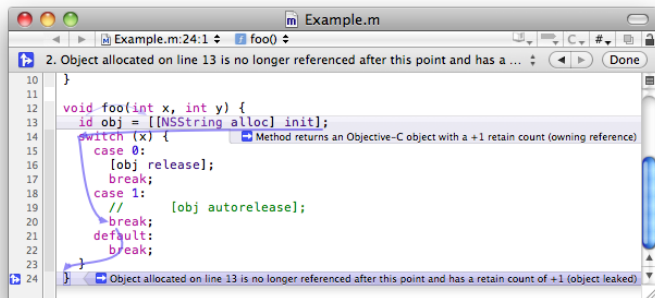 Example.m
Example.m:24:1 foo()
C, #,
2. Object allocated on line 13 is no longer referenced after this point and has a ... Done
10 }
11
12 void foo(int x, int y) {
13 id obj = [[NSString alloc] init];
14 switch (x) { Method returns an Objective-C object with a +1 retain count (owning reference)
15 case 0:
16 [obj release];
17 break;
18 case 1:
19 // [obj autorelease];
20 break;
21 default:
22 break;
23 }
24 } Object allocated on line 13 is no longer referenced after this point and has a retain count of +1 (object leaked)